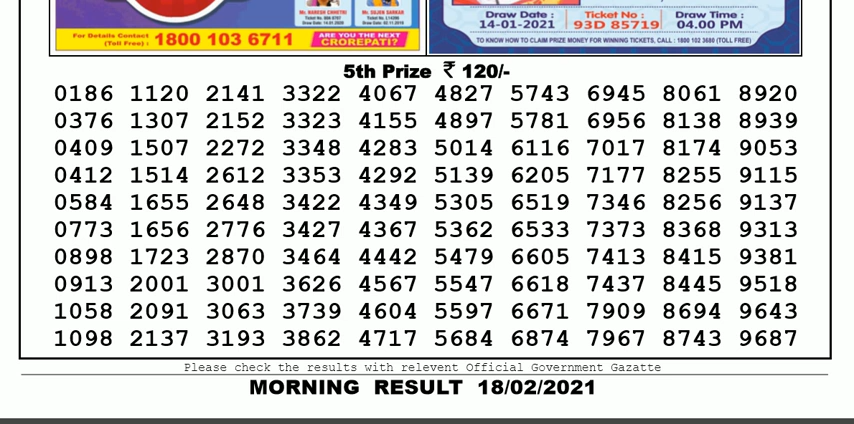 Mr. NARESH CHHETRI
Mr. SUJEN SARKAR
For Details Contact
(Toll Free) : 1800 103 6711
ARE YOU THE NEXT
CROREPATI?
Draw Date : 14-01-2021
Ticket No : 93D 85719
Draw Time : 04.00 PM
TO KNOW HOW TO CLAIM PRIZE MONEY FOR WINNING TICKETS, CALL : 1800 102 3680 (TOLL FREE)
5th Prize ₹ 120/-
0186 1120 2141 3322 4067 4827 5743 6945 8061 8920
0376 1307 2152 3323 4155 4897 5781 6956 8138 8939
0409 1507 2272 3348 4283 5014 6116 7017 8174 9053
0412 1514 2612 3353 4292 5139 6205 7177 8255 9115
0584 1655 2648 3422 4349 5305 6519 7346 8256 9137
0773 1656 2776 3427 4367 5362 6533 7373 8368 9313
0898 1723 2870 3464 4442 5479 6605 7413 8415 9381
0913 2001 3001 3626 4567 5547 6618 7437 8445 9518
1058 2091 3063 3739 4604 5597 6671 7909 8694 9643
1098 2137 3193 3862 4717 5684 6874 7967 8743 9687
Please check the results with relevent Official Government Gazatte
MORNING RESULT 18/02/2021